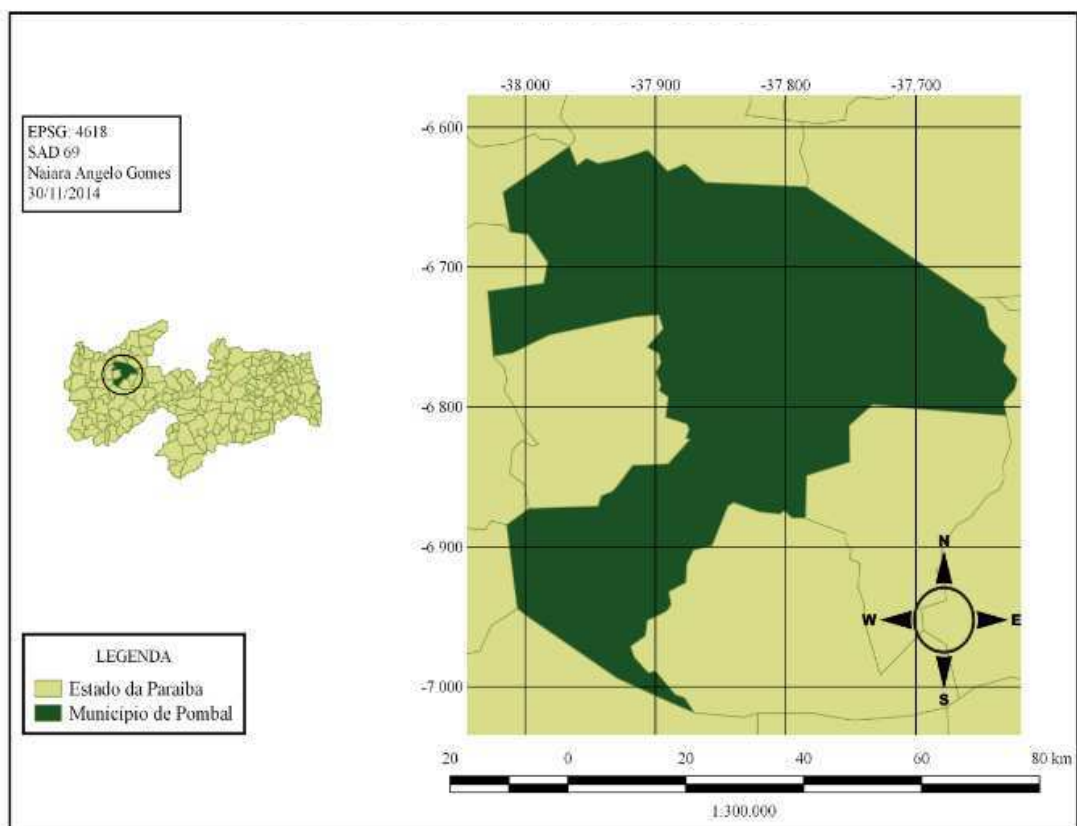 EPSG: 4618
SAD 69
Naiara Angelo Gomes
30/11/2014
-38.000 -37.900 -37.800 -37.700
-6.600
-6.700
-6.800
-6.900
-7.000
N
W E
S
LEGENDA
Estado da Paraiba
Município de Pombal
20 0 20 40 60 80 km
1:300.000